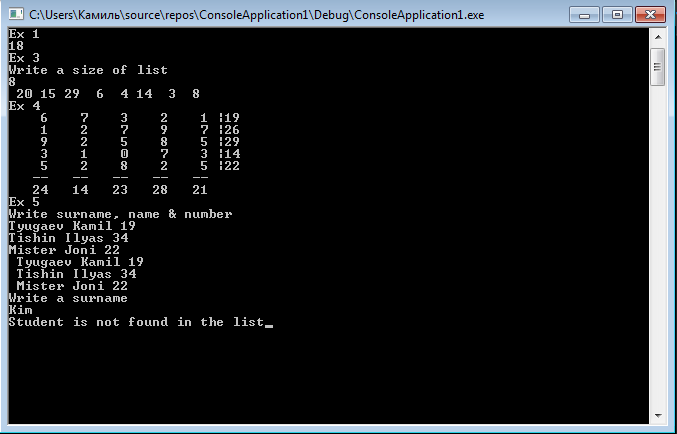 C:\Users\Камиль\source\repos\ConsoleApplication1\Debug\ConsoleApplication1.exe
Ex 1
18
Ex 3
Write a size of list
8
 20 15 29  6  4 14  3  8
Ex 4
    6    7    3    2    1 ¦19
    1    2    7    9    7 ¦26
    9    2    5    8    5 ¦29
    3    1    0    7    3 ¦14
    5    2    8    2    5 ¦22
   --   --   --   --   --
   24   14   23   28   21
Ex 5
Write surname, name & number
Tyugaev Kamil 19
Tishin Ilyas 34
Mister Joni 22
 Tyugaev Kamil 19
 Tishin Ilyas 34
 Mister Joni 22
Write a surname
Kim
Student is not found in the list_